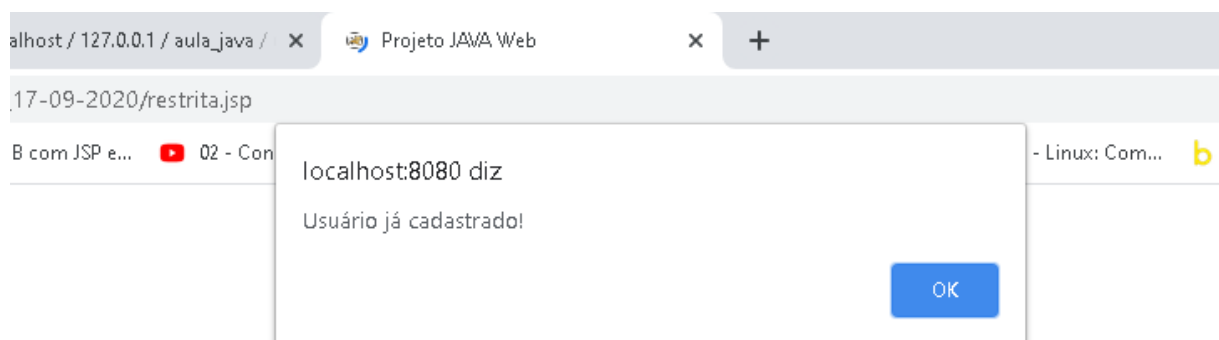 alhost / 127.0.0.1 / aula_java /
Projeto JAVA Web
_17-09-2020/restrita.jsp
B com JSP e...
02 - Con
- Linux: Com...
localhost:8080 diz
Usuário já cadastrado!
OK